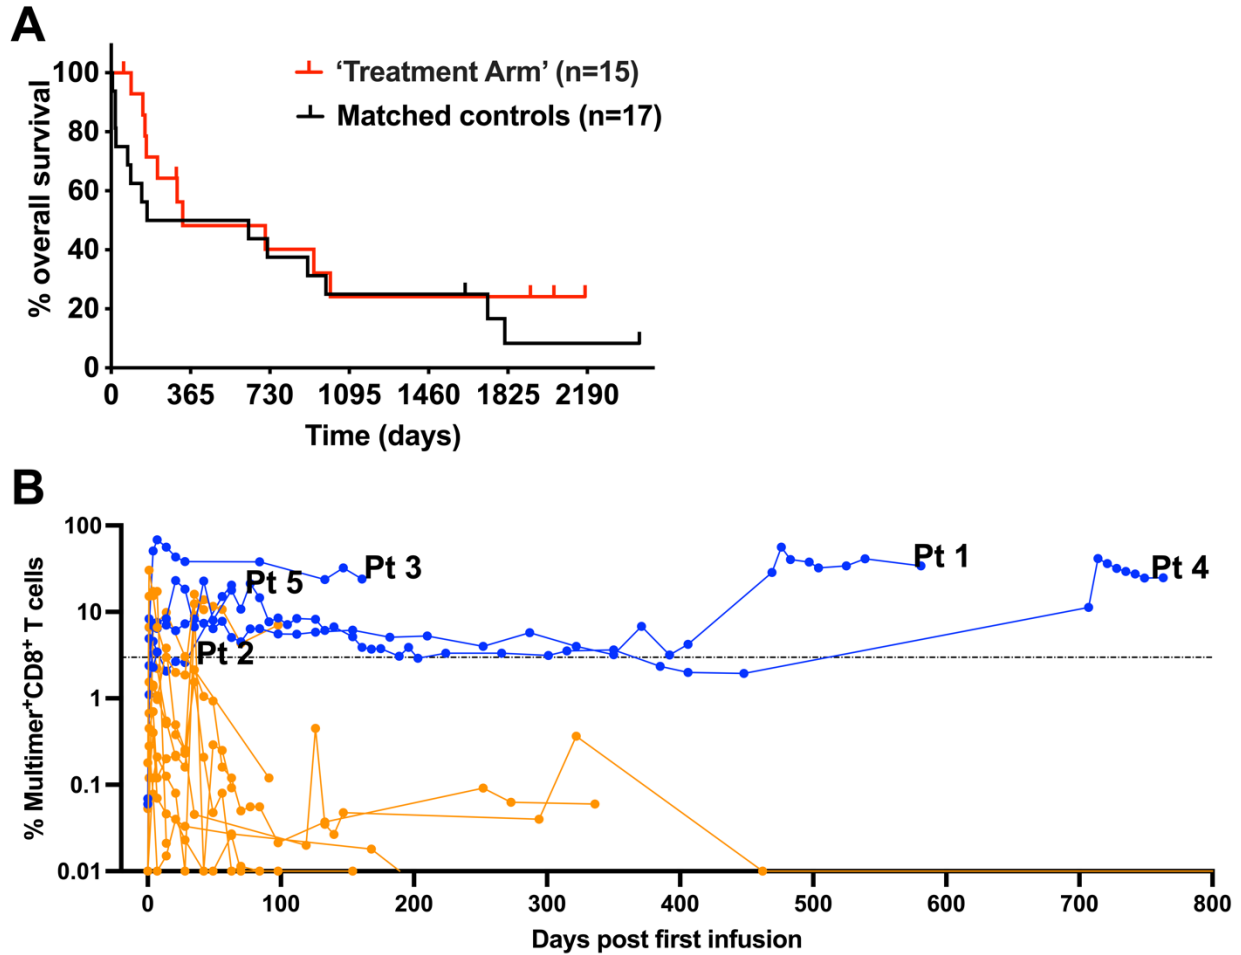 A
% overall survival
100
80
60
40
20
0
0 365 730 1095 1460 1825 2190
Time (days)
‘Treatment Arm’ (n=15)
Matched controls (n=17)
B
% Multimer⁺CD8⁺ T cells
100
10
1
0.1
0.01
Pt 3
Pt 5
Pt 2
Pt 1
Pt 4
0 100 200 300 400 500 600 700 800
Days post first infusion